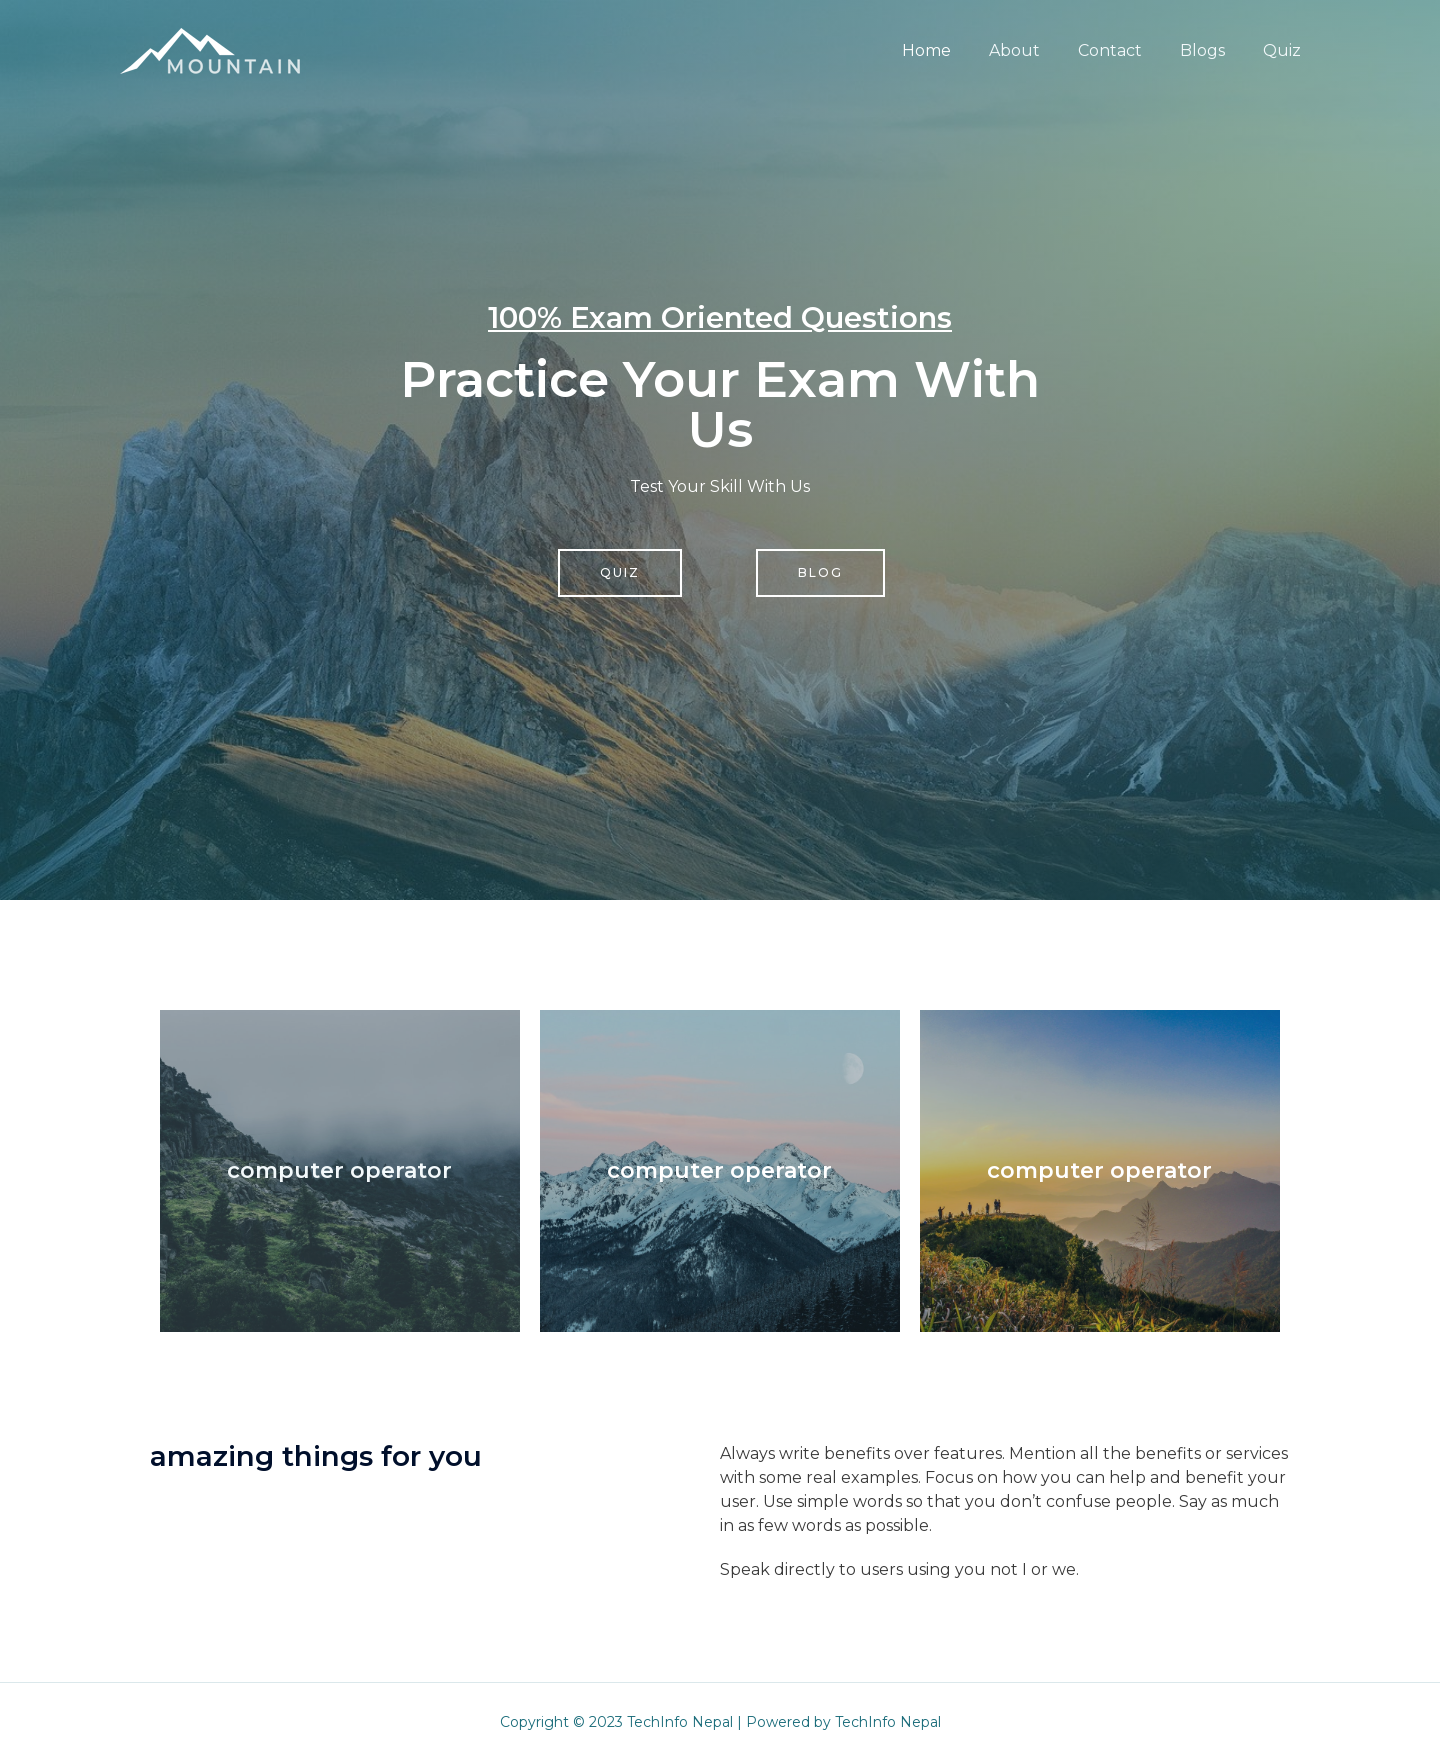 MOUNTAIN
Home About Contact Blogs Quiz
100% Exam Oriented Questions
Practice Your Exam With
Us
Test Your Skill With Us
QUIZ BLOG
computer operator computer operator computer operator
amazing things for you
Always write benefits over features. Mention all the benefits or services
with some real examples. Focus on how you can help and benefit your
user. Use simple words so that you don’t confuse people. Say as much
in as few words as possible.
Speak directly to users using you not I or we.
Copyright © 2023 TechInfo Nepal | Powered by TechInfo Nepal